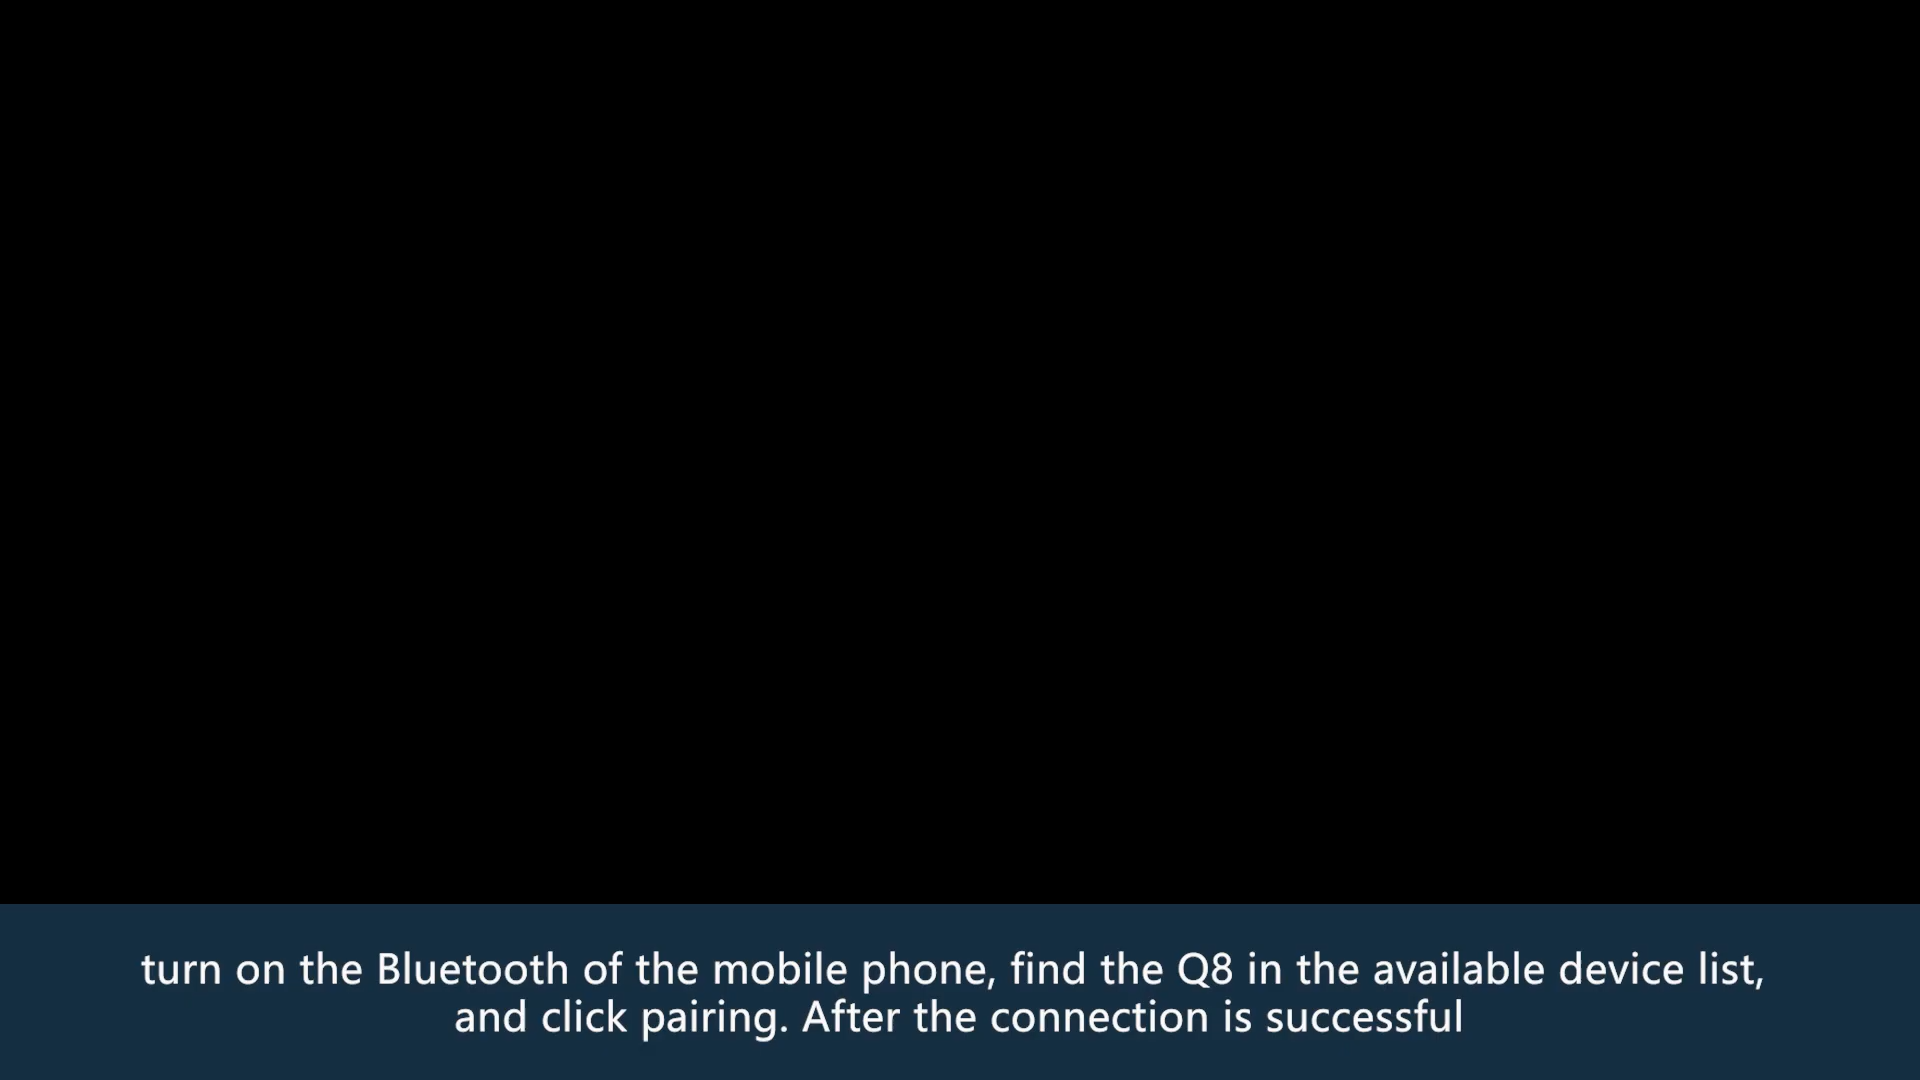 turn on the Bluetooth of the mobile phone, find the Q8 in the available device list,
and click pairing. After the connection is successful